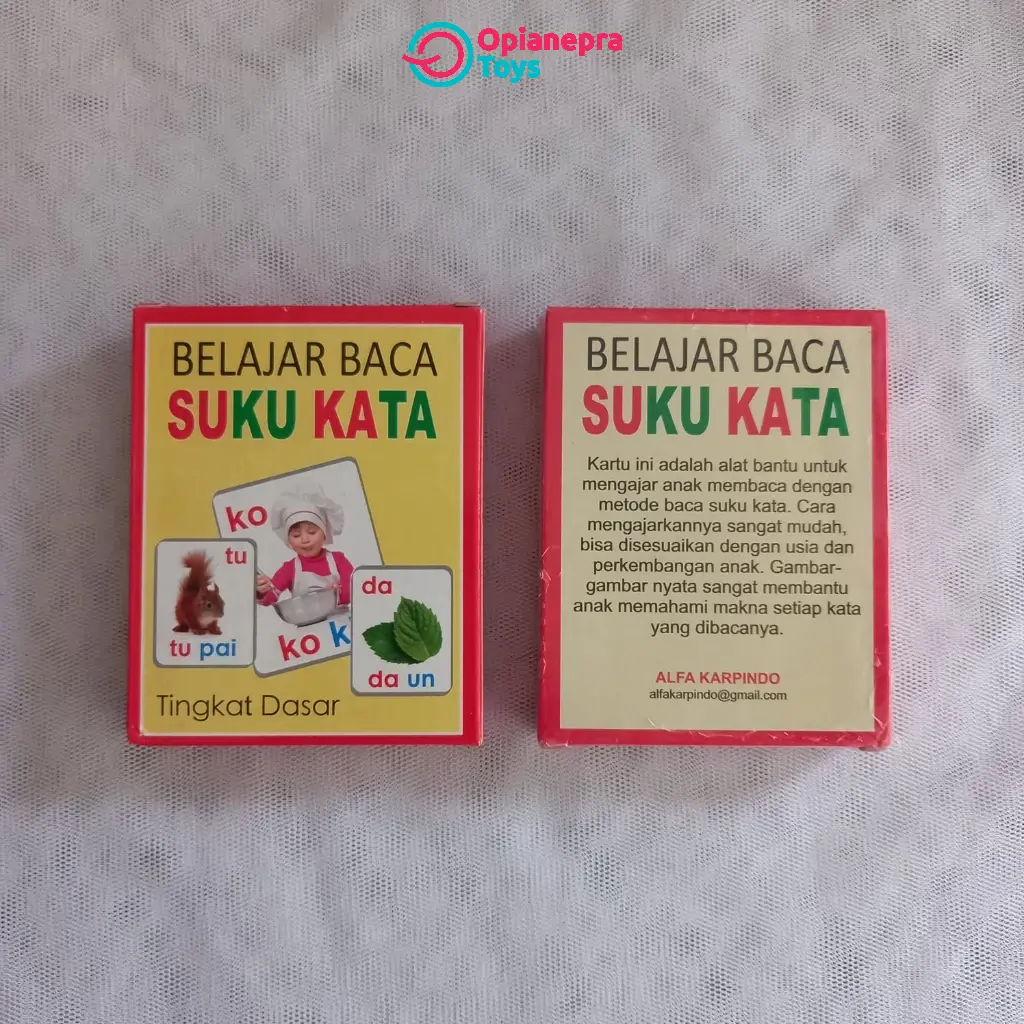 Opianepra
Toys
BELAJAR BACA
SUKU KATA
ko
tu
tu pai
ko k
da
da un
Tingkat Dasar
BELAJAR BACA
SUKU KATA
Kartu ini adalah alat bantu untuk
mengajar anak membaca dengan
metode baca suku kata. Cara
mengajarkannya sangat mudah,
bisa disesuaikan dengan usia dan
perkembangan anak. Gambar-
gambar nyata sangat membantu
anak memahami makna setiap kata
yang dibacanya.
ALFA KARPINDO
alfakarpindo@gmail.com